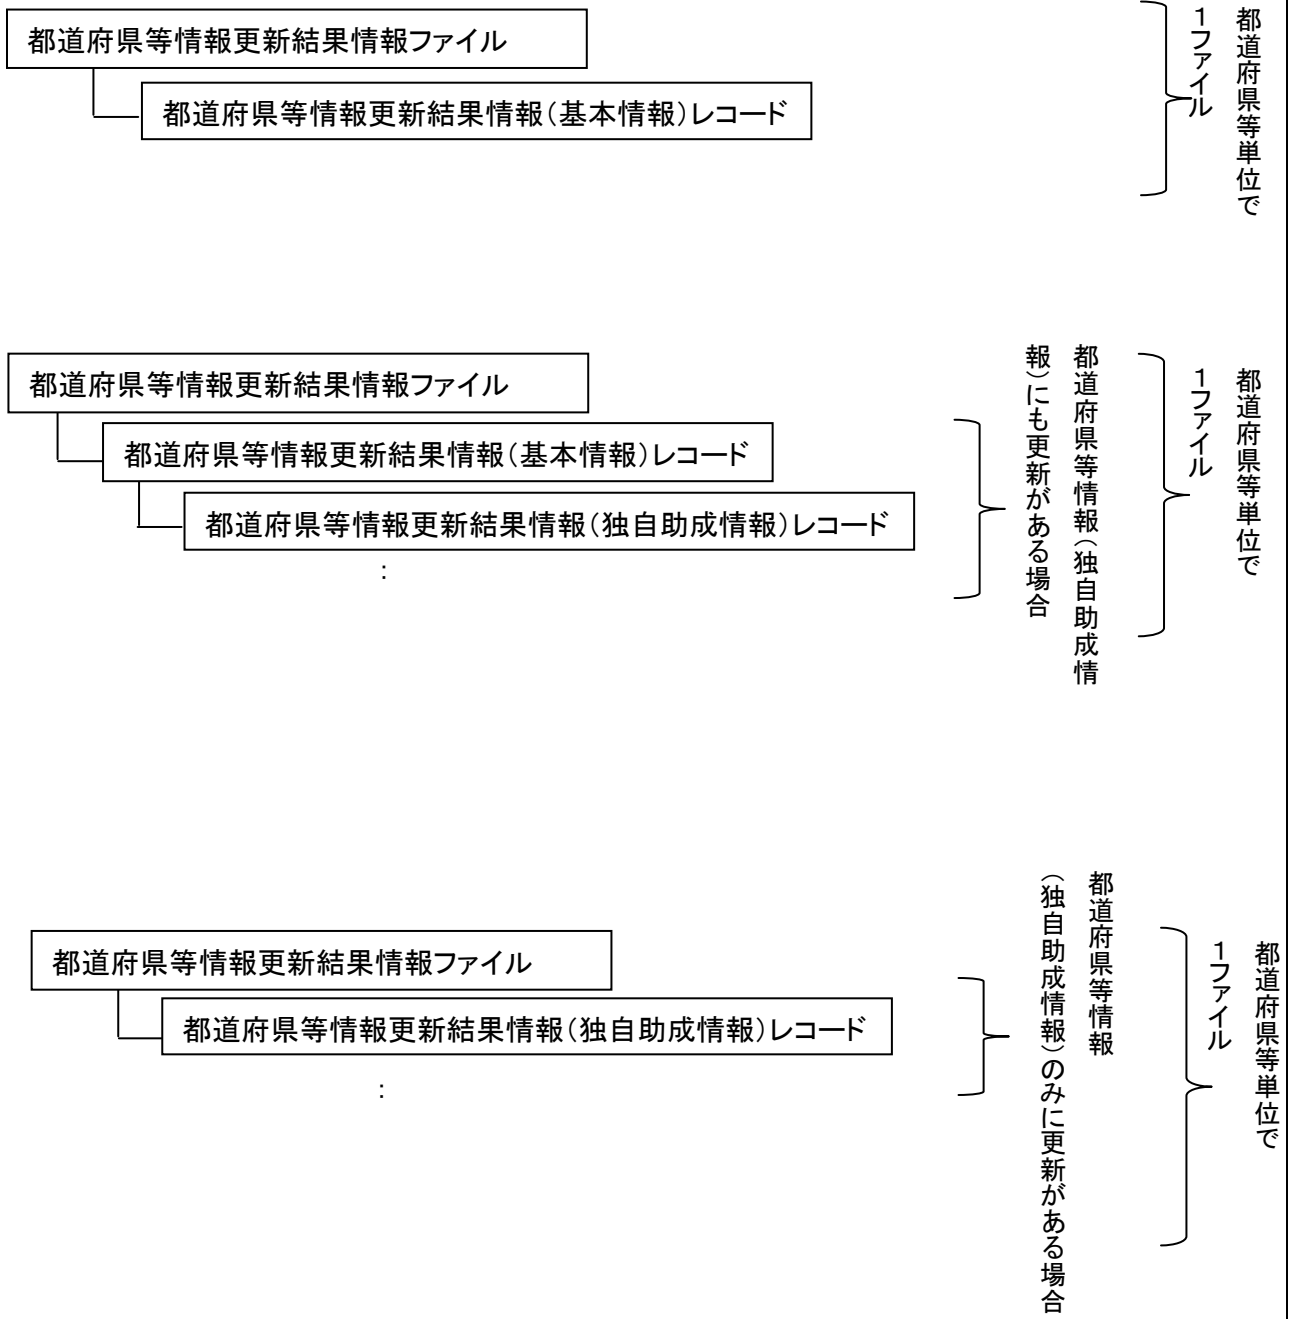 都道府県等情報更新結果情報ファイル
都道府県等情報更新結果情報（基本情報）レコード
都道府県等単位で
１ファイル
都道府県等情報更新結果情報ファイル
都道府県等情報更新結果情報（基本情報）レコード
都道府県等情報更新結果情報（独自助成情報）レコード
：
都道府県等情報（独自助成情
報）にも更新がある場合
都道府県等単位で
１ファイル
都道府県等情報更新結果情報ファイル
都道府県等情報更新結果情報（独自助成情報）レコード
：
都道府県等情報
（独自助成情報）のみに更新がある場合
都道府県等単位で
１ファイル